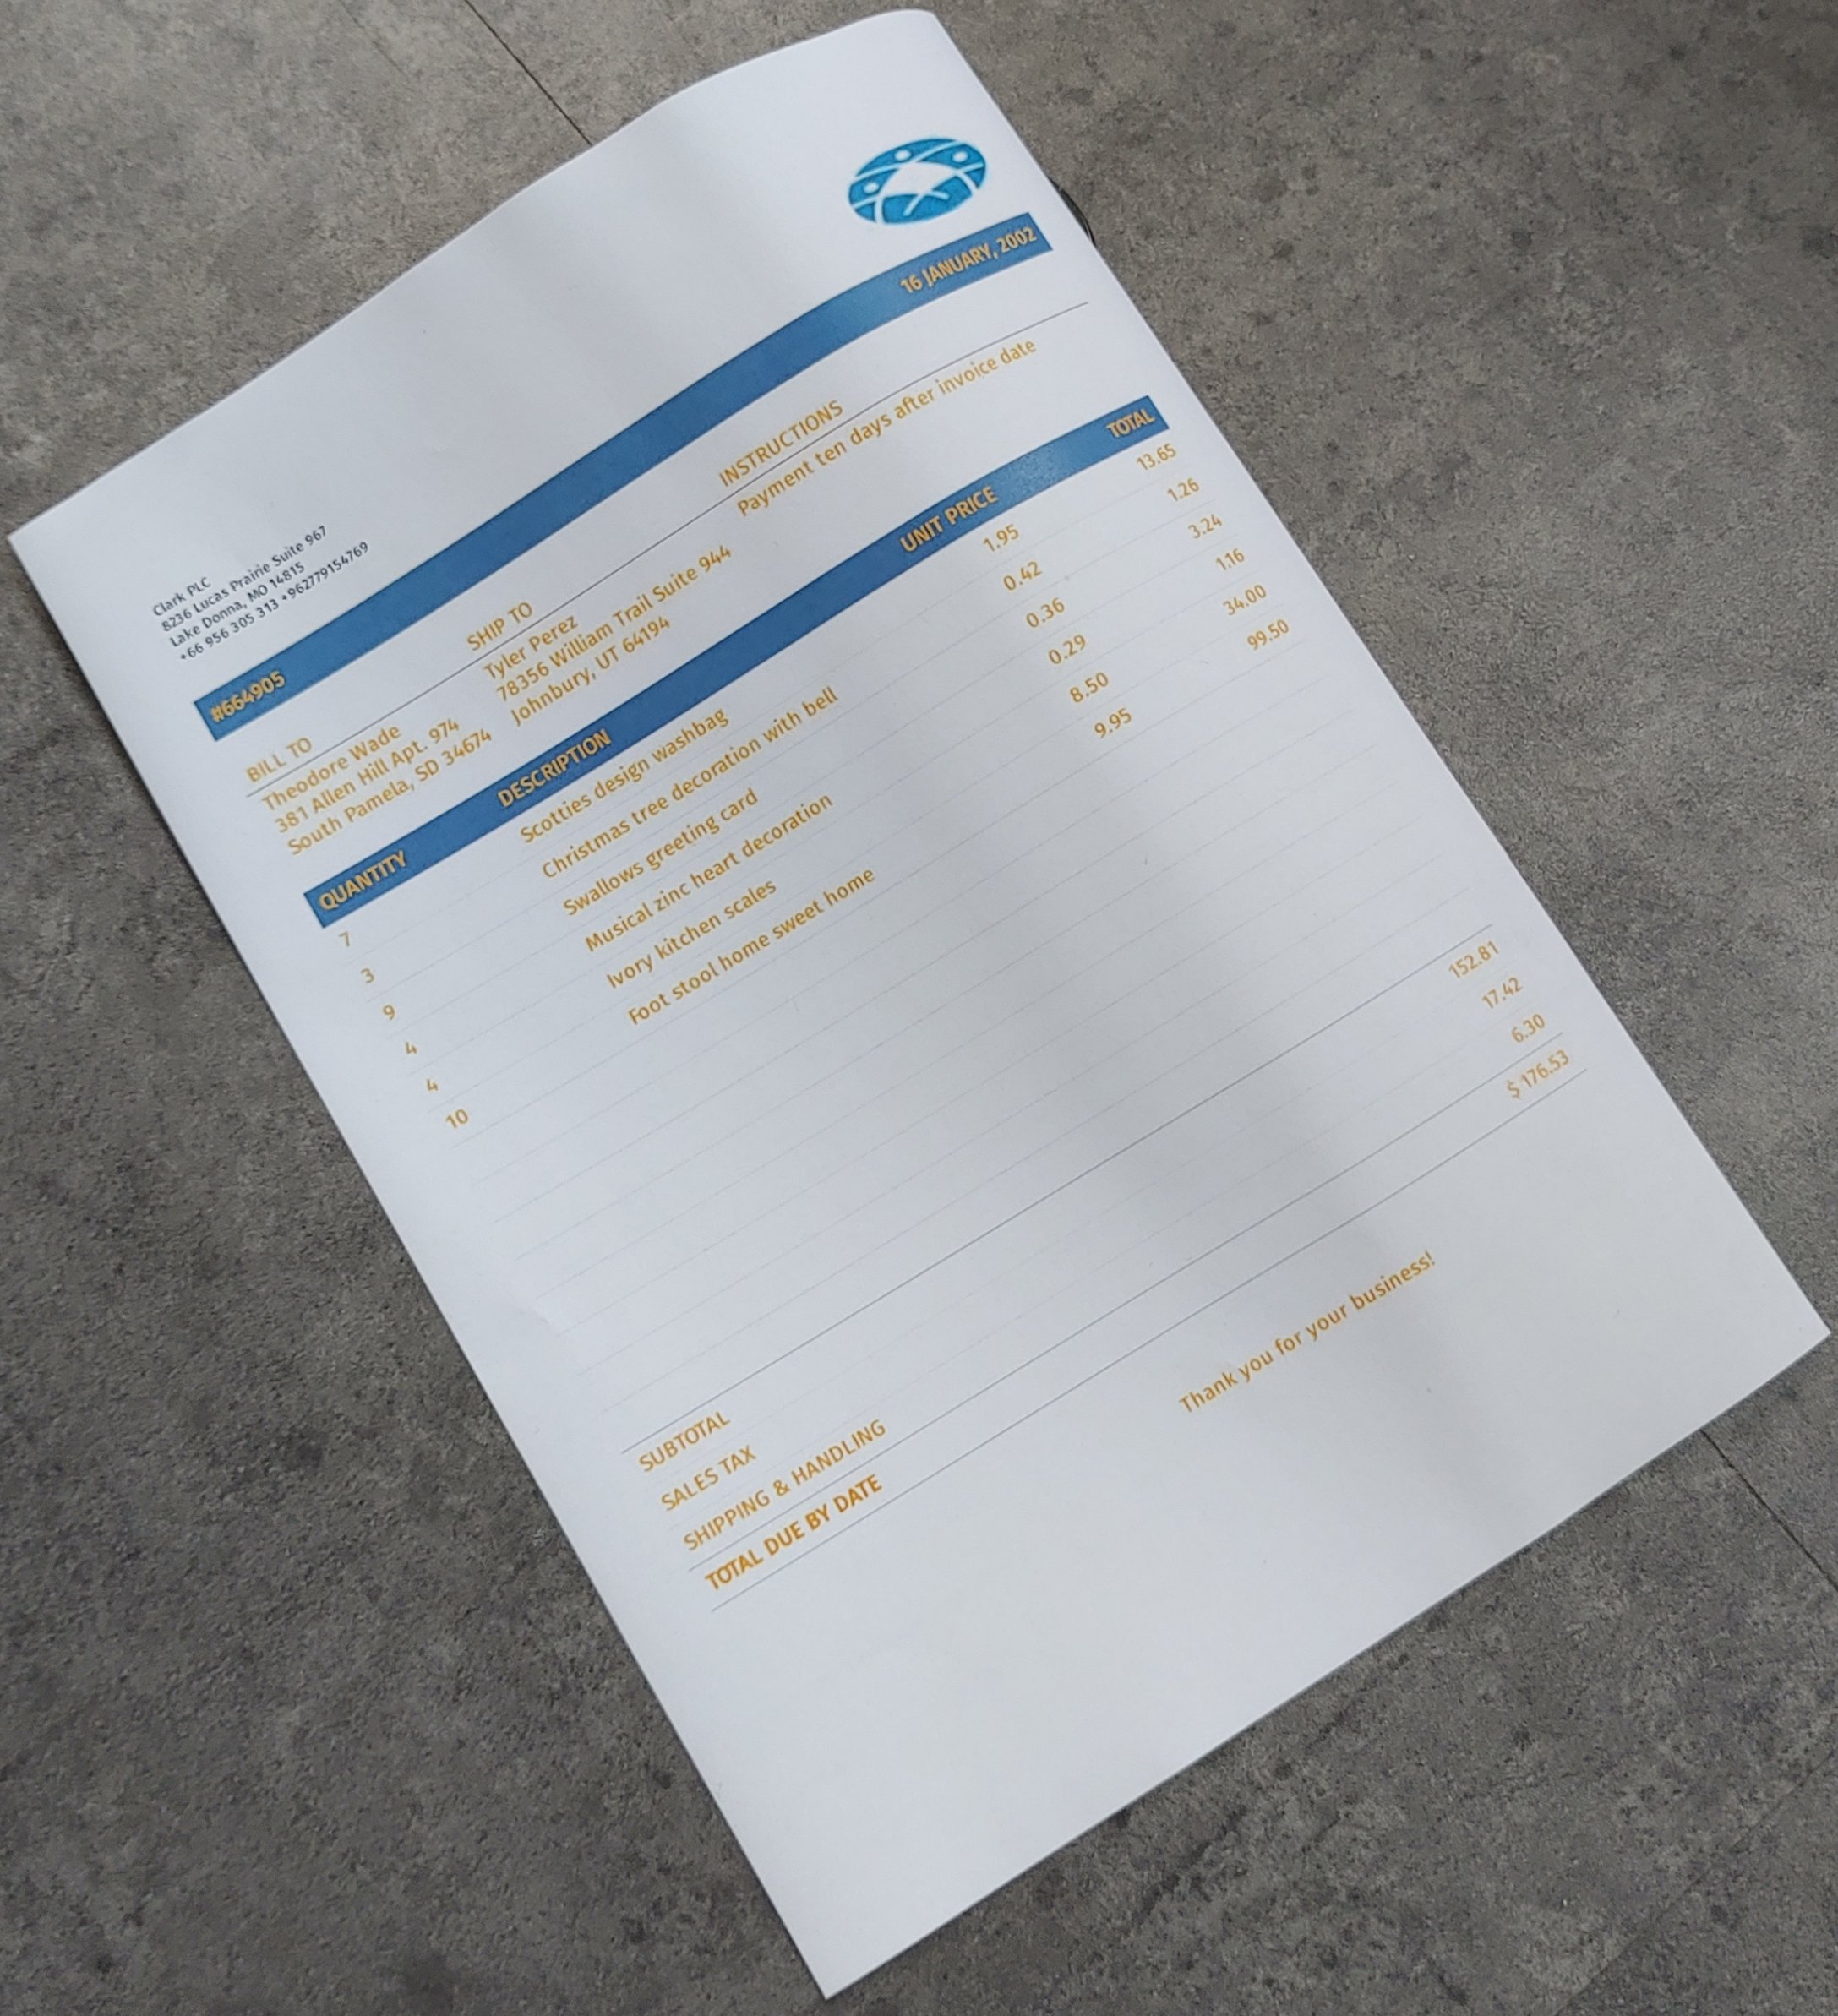 Clark PLC
8236 Lucas Prairie Suite 967
Lake Donna, MO 14815
+66 956 305 313 +962779154769
#664905 16 JANUARY, 2002
BILL TO SHIP TO INSTRUCTIONS
Theodore Wade Tyler Perez Payment ten days after invoice date
381 Allen Hill Apt. 974 78356 William Trail Suite 944
South Pamela, SD 34674 Johnbury, UT 64194
QUANTITY DESCRIPTION UNIT PRICE TOTAL
7 Scotties design washbag 1.95 13.65
3 Christmas tree decoration with bell 0.42 1.26
9 Swallows greeting card 0.36 3.24
4 Musical zinc heart decoration 0.29 1.16
4 Ivory kitchen scales 8.50 34.00
10 Foot stool home sweet home 9.95 99.50
SUBTOTAL 152.81
SALES TAX 17.42
SHIPPING & HANDLING 6.30
TOTAL DUE BY DATE $ 176.53
Thank you for your business!